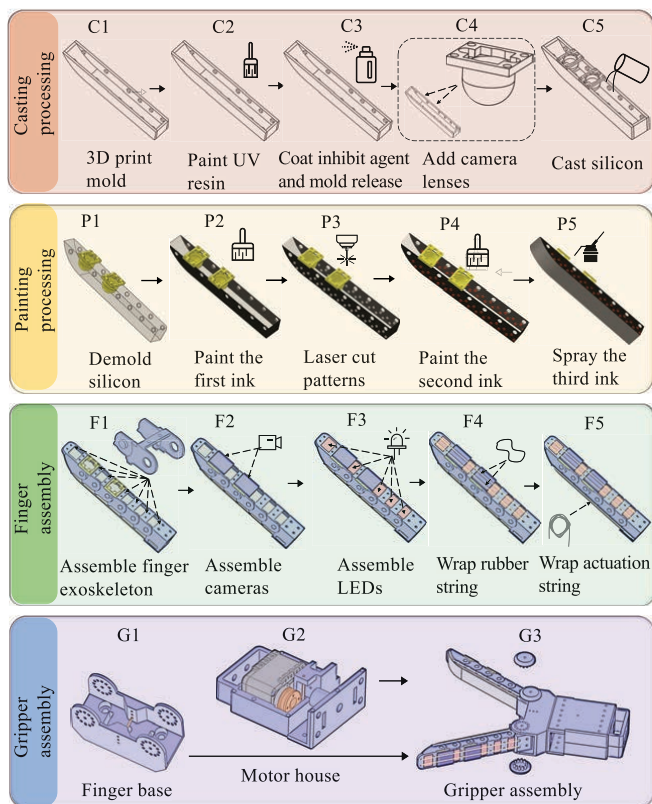 Casting
processing
C1
C2
C3
C4
C5
3D print
mold
Paint UV
resin
Coat inhibit agent
and mold release
Add camera
lenses
Cast silicon
Painting
processing
P1
P2
P3
P4
P5
Demold
silicon
Paint the
first ink
Laser cut
patterns
Paint the
second ink
Spray the
third ink
Finger
assembly
F1
F2
F3
F4
F5
Assemble finger
exoskeleton
Assemble
cameras
Assemble
LEDs
Wrap rubber
string
Wrap actuation
string
Gripper
assembly
G1
G2
G3
Finger base
Motor house
Gripper assembly